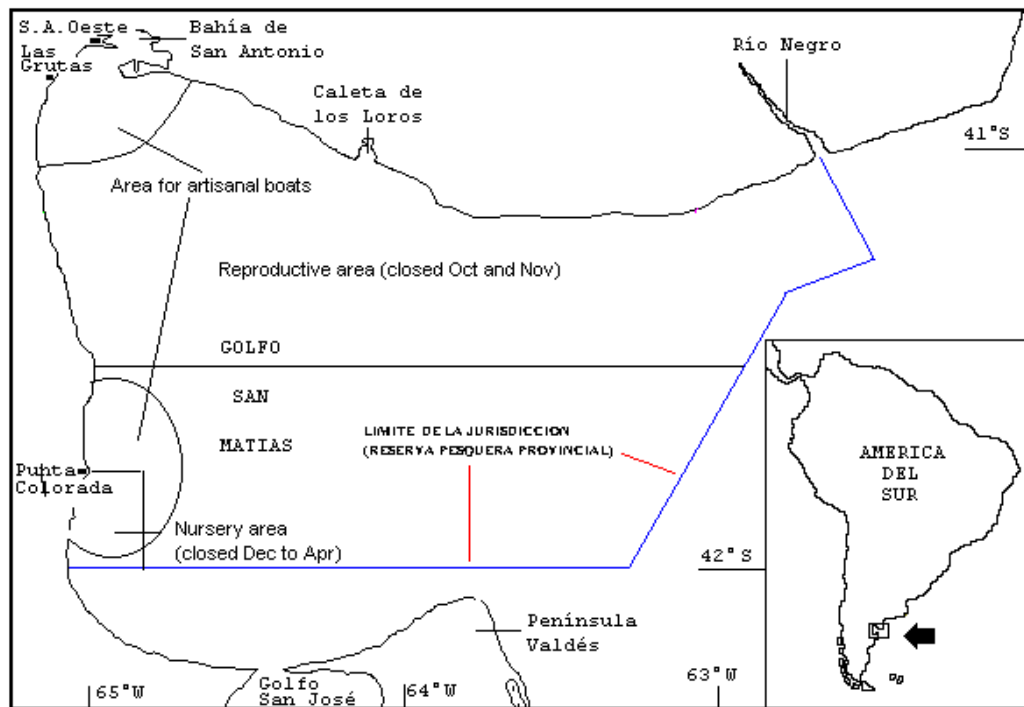 S.A.Oeste
Las
Grutas
Bahía de
San Antonio
Caleta de
los Loros
Río Negro
41°S
Area for artisanal boats
Reproductive area (closed Oct and Nov)
GOLFO
SAN
MATIAS
LIMITE DE LA JURISDICCION
(RESERVA PESQUERA PROVINCIAL)
AMERICA
DEL
SUR
Punta
Colorada
Nursery area
(closed Dec to Apr)
42°S
Península
Valdés
Golfo
San José
65°W
64°W
63°W